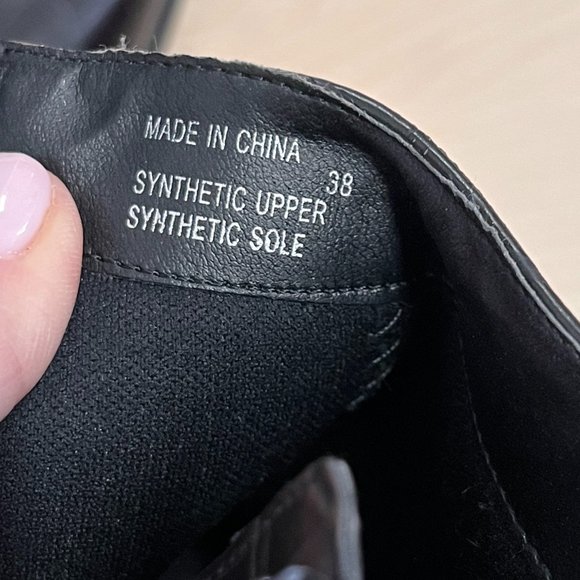 MADE IN CHINA
38
SYNTHETIC UPPER
SYNTHETIC SOLE